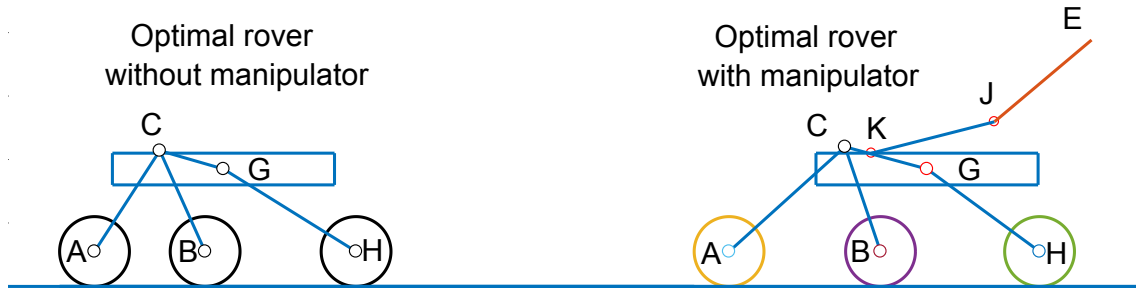 Optimal rover
without manipulator
C
G
A
B
H
Optimal rover
with manipulator
E
J
C
K
G
A
B
H